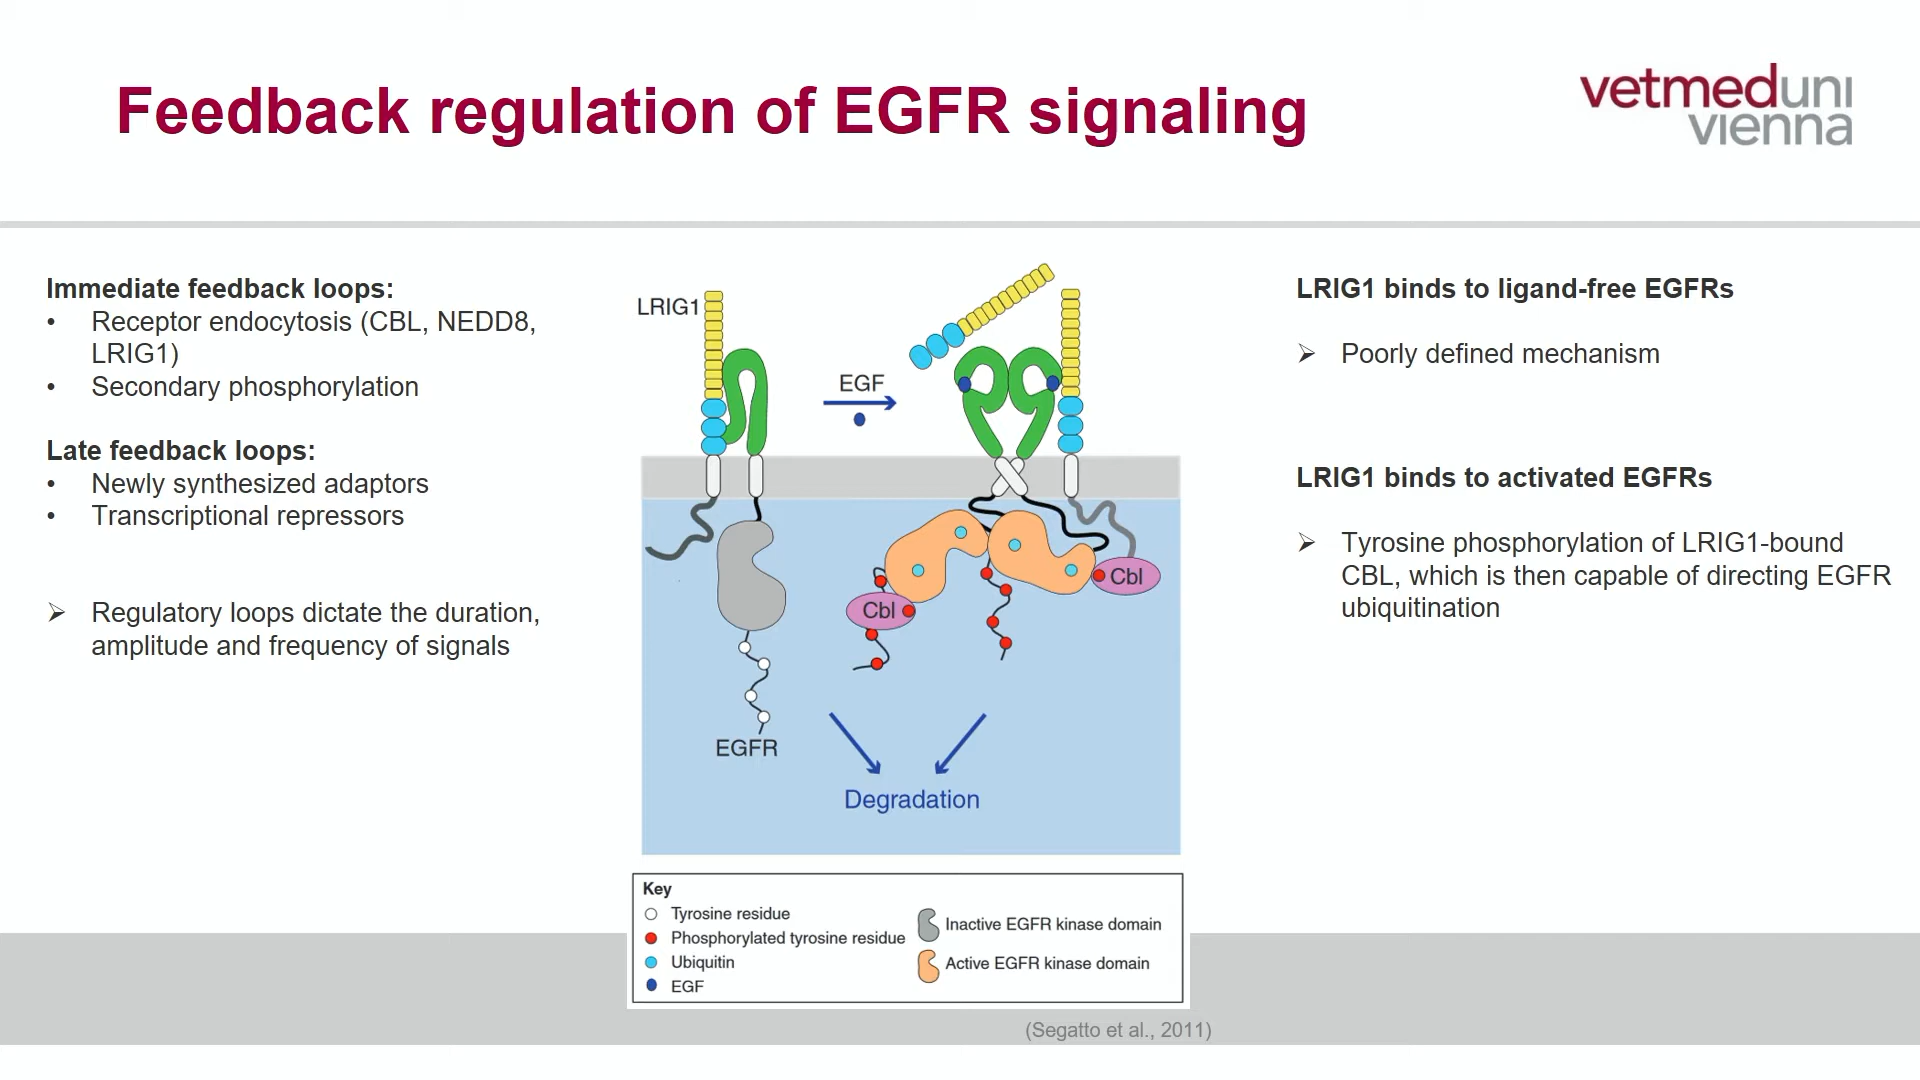 Feedback regulation of EGFR signaling
vetmeduni
vienna
Immediate feedback loops:
• Receptor endocytosis (CBL, NEDD8,
LRIG1)
• Secondary phosphorylation
Late feedback loops:
• Newly synthesized adaptors
• Transcriptional repressors
➢ Regulatory loops dictate the duration,
amplitude and frequency of signals
LRIG1
EGF
Cbl
Cbl
EGFR
Degradation
Key
Tyrosine residue
Phosphorylated tyrosine residue
Ubiquitin
EGF
Inactive EGFR kinase domain
Active EGFR kinase domain
(Segatto et al., 2011)
LRIG1 binds to ligand-free EGFRs
➢ Poorly defined mechanism
LRIG1 binds to activated EGFRs
➢ Tyrosine phosphorylation of LRIG1-bound
CBL, which is then capable of directing EGFR
ubiquitination